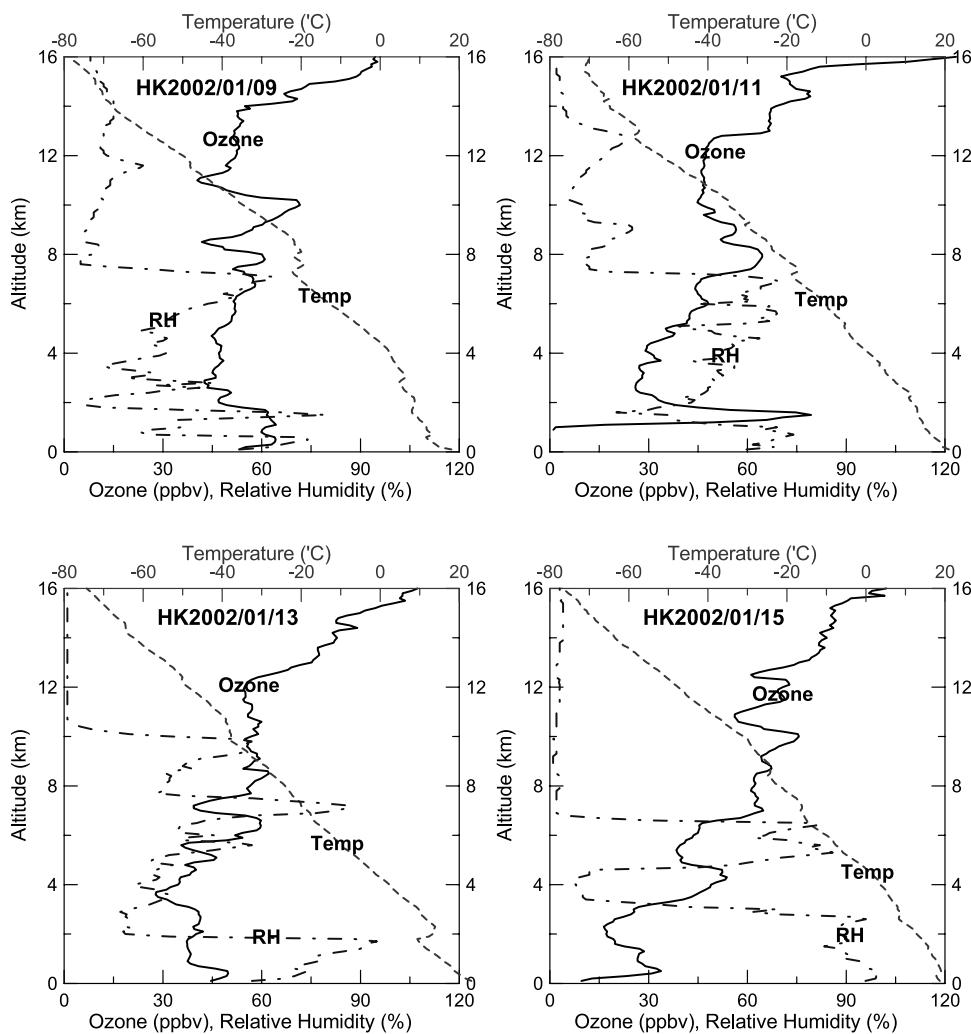 Temperature ('C)
-80 -60 -40 -20 0 20
16 16
HK2002/01/09
Ozone
12 12
Altitude (km)
8 8
Temp
RH
4 4
0 0
0 30 60 90 120
Ozone (ppbv), Relative Humidity (%)
Temperature ('C)
-80 -60 -40 -20 0 20
16 16
HK2002/01/11
Ozone
12 12
Altitude (km)
8 8
Temp
RH
4 4
0 0
0 30 60 90 120
Ozone (ppbv), Relative Humidity (%)
Temperature ('C)
-80 -60 -40 -20 0 20
16 16
HK2002/01/13
Ozone
12 12
Altitude (km)
8 8
Temp
4 4
RH
0 0
0 30 60 90 120
Ozone (ppbv), Relative Humidity (%)
Temperature ('C)
-80 -60 -40 -20 0 20
16 16
HK2002/01/15
12 12
Ozone
Altitude (km)
8 8
Temp
4 4
RH
0 0
0 30 60 90 120
Ozone (ppbv), Relative Humidity (%)